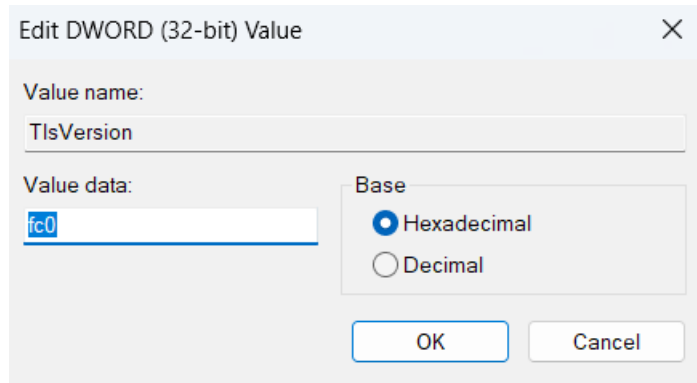 Edit DWORD (32-bit) Value
Value name:
TlsVersion
Value data:
fc0
Base
Hexadecimal
Decimal
OK
Cancel